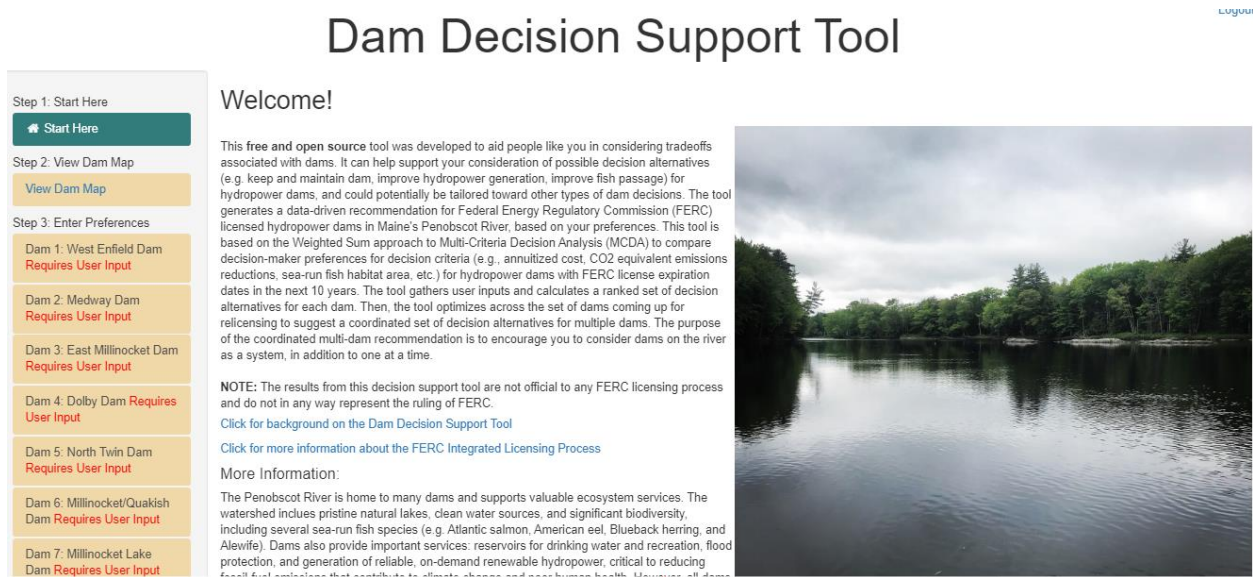 Logout
Dam Decision Support Tool
Step 1: Start Here
Start Here
Step 2: View Dam Map
View Dam Map
Step 3: Enter Preferences
Dam 1: West Enfield Dam
Requires User Input
Dam 2: Medway Dam
Requires User Input
Dam 3: East Millinocket Dam
Requires User Input
Dam 4: Dolby Dam Requires
User Input
Dam 5: North Twin Dam
Requires User Input
Dam 6: Millinocket/Quakish
Dam Requires User Input
Dam 7: Millinocket Lake
Dam Requires User Input
Welcome!
This free and open source tool was developed to aid people like you in considering tradeoffs
associated with dams. It can help support your consideration of possible decision alternatives
(e.g. keep and maintain dam, improve hydropower generation, improve fish passage) for
hydropower dams, and could potentially be tailored toward other types of dam decisions. The tool
generates a data-driven recommendation for Federal Energy Regulatory Commission (FERC)
licensed hydropower dams in Maine's Penobscot River, based on your preferences. This tool is
based on the Weighted Sum approach to Multi-Criteria Decision Analysis (MCDA) to compare
decision-maker preferences for decision criteria (e.g., annuitized cost, CO2 equivalent emissions
reductions, sea-run fish habitat area, etc.) for hydropower dams with FERC license expiration
dates in the next 10 years. The tool gathers user inputs and calculates a ranked set of decision
alternatives for each dam. Then, the tool optimizes across the set of dams coming up for
relicensing to suggest a coordinated set of decision alternatives for multiple dams. The purpose
of the coordinated multi-dam recommendation is to encourage you to consider dams on the river
as a system, in addition to one at a time.
NOTE: The results from this decision support tool are not official to any FERC licensing process
and do not in any way represent the ruling of FERC.
Click for background on the Dam Decision Support Tool
Click for more information about the FERC Integrated Licensing Process
More Information:
The Penobscot River is home to many dams and supports valuable ecosystem services. The
watershed inclues pristine natural lakes, clean water sources, and significant biodiversity,
including several sea-run fish species (e.g. Atlantic salmon, American eel, Blueback herring, and
Alewife). Dams also provide important services: reservoirs for drinking water and recreation, flood
protection, and generation of reliable, on-demand renewable hydropower, critical to reducing
fossil fuel emissions that contribute to climate change and poor human health. However, all dams